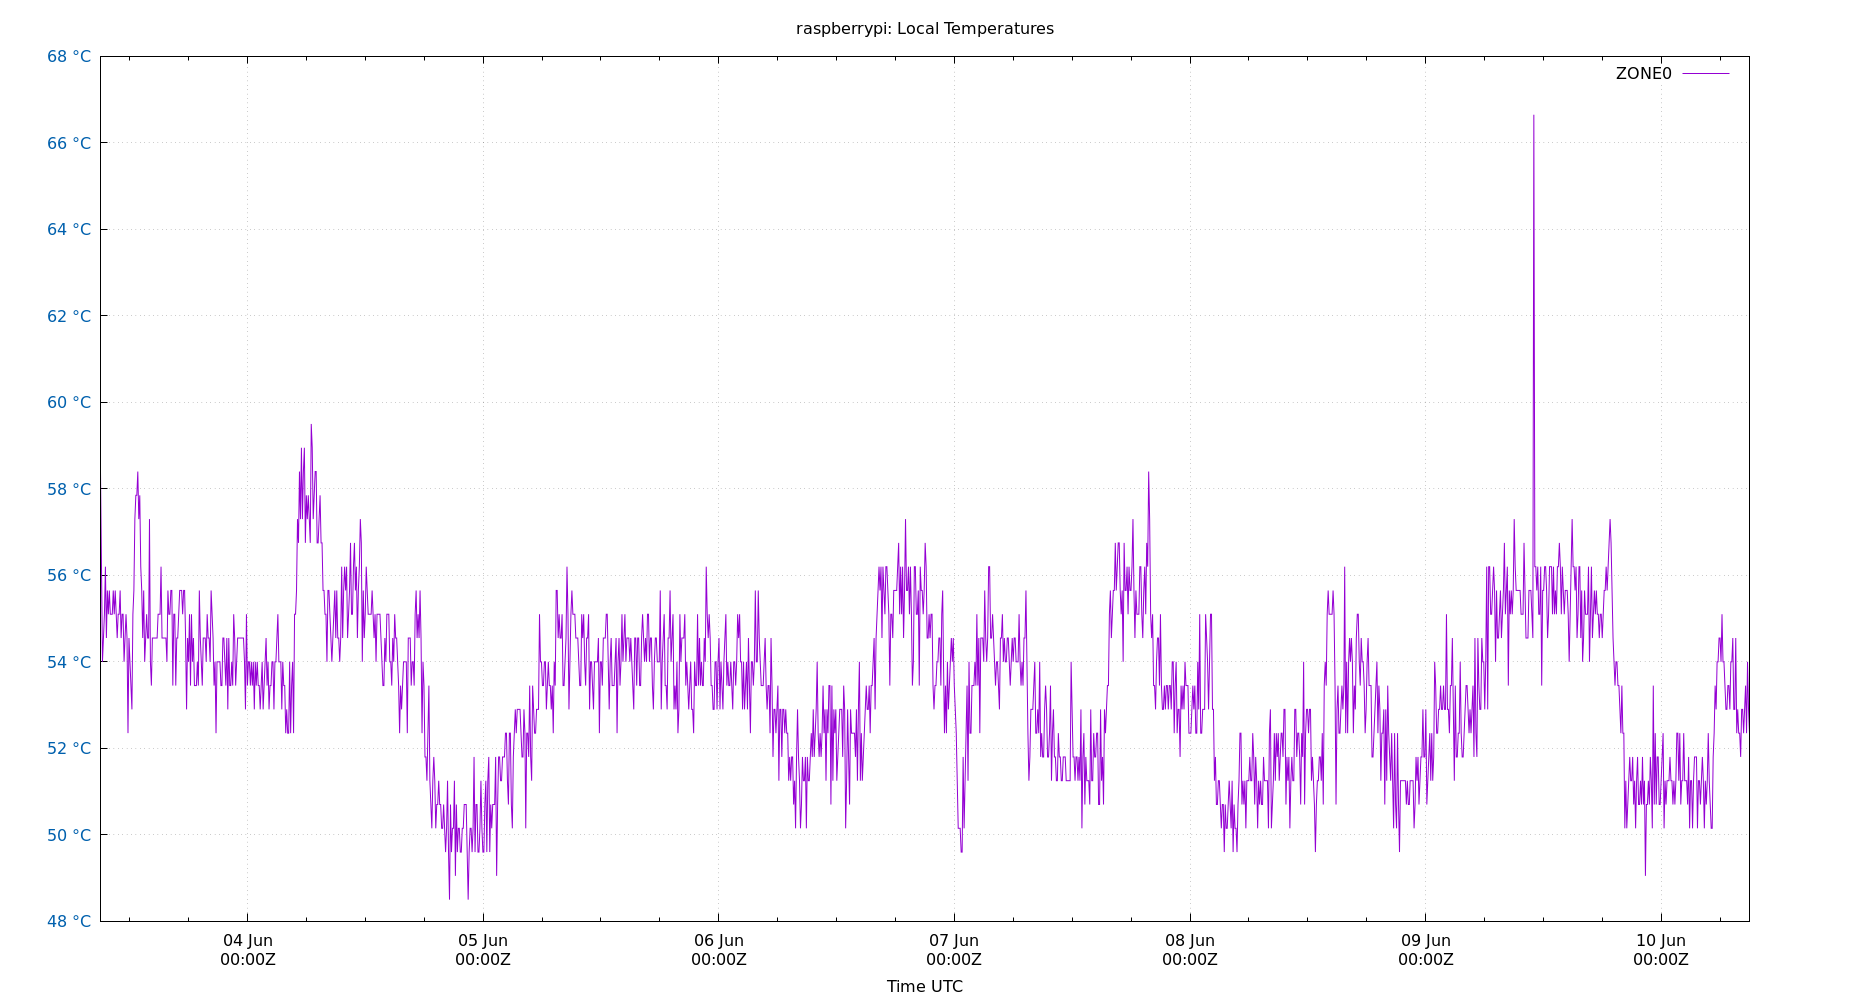 raspberrypi: Local Temperatures
68 °C
ZONE0
66 °C
64 °C
62 °C
60 °C
58 °C
56 °C
54 °C
52 °C
50 °C
48 °C
04 Jun 05 Jun 06 Jun 07 Jun 08 Jun 09 Jun 10 Jun
00:00Z 00:00Z 00:00Z 00:00Z 00:00Z 00:00Z 00:00Z
Time UTC